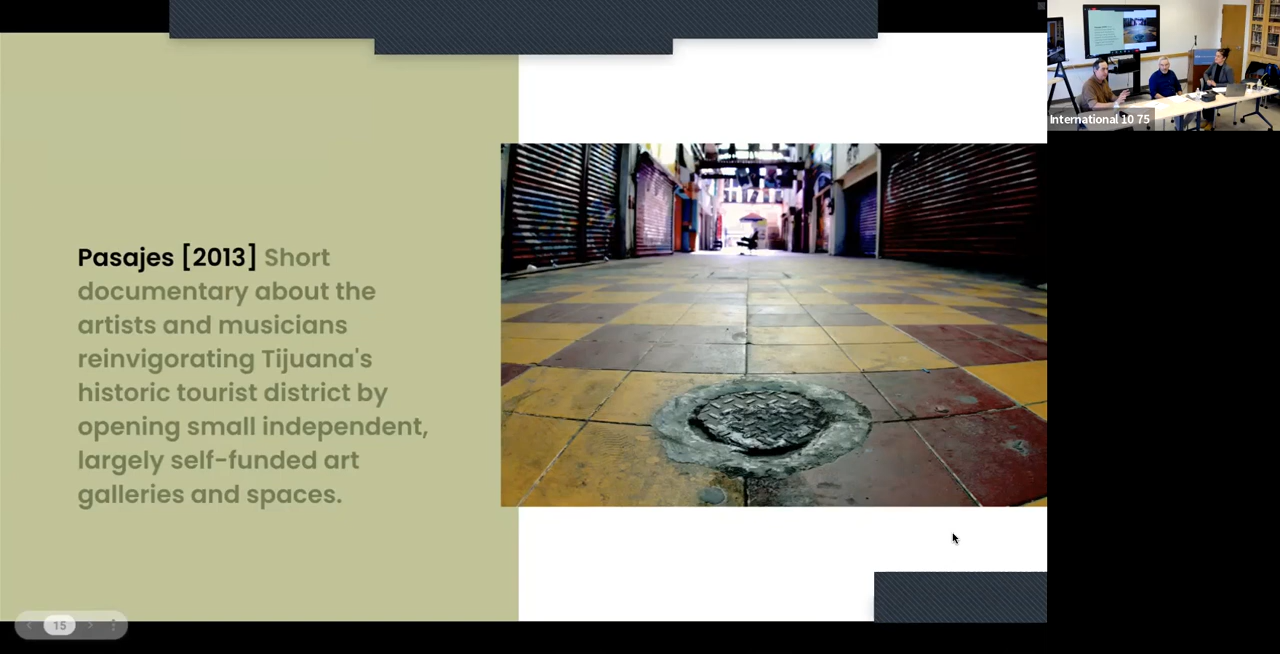 Pasajes [2013] Short
documentary about the
artists and musicians
reinvigorating Tijuana's
historic tourist district by
opening small independent,
largely self-funded art
galleries and spaces.
15
International 10 75